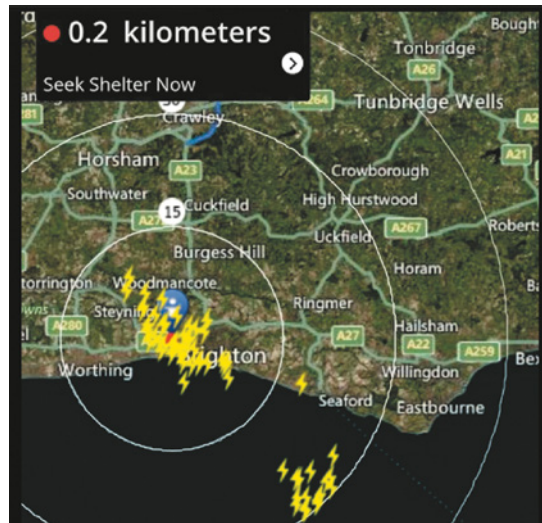 0.2 kilometers
Seek Shelter Now
Tonbridge
A26
A264
Tunbridge Wells
Crawley
A21
Horsham
A23
Crowborough
Southwater
15
Cuckfield
High Hurstwood
A267
Uckfield
Burgess Hill
Horam
Woodmancote
Steyning
Ringmer
A280
A27
Hailsham
A22
A259
Worthing
Willingdon
Seaford
Eastbourne